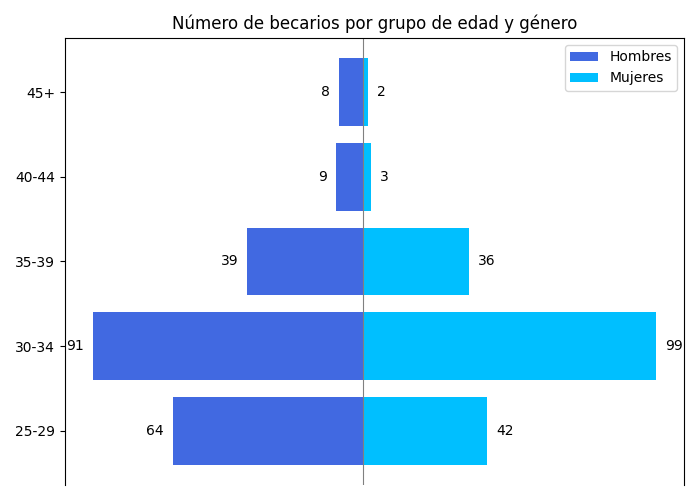 Número de becarios por grupo de edad y género
Hombres
Mujeres
45+ 8 2
40-44 9 3
35-39 39 36
30-34 91 99
25-29 64 42